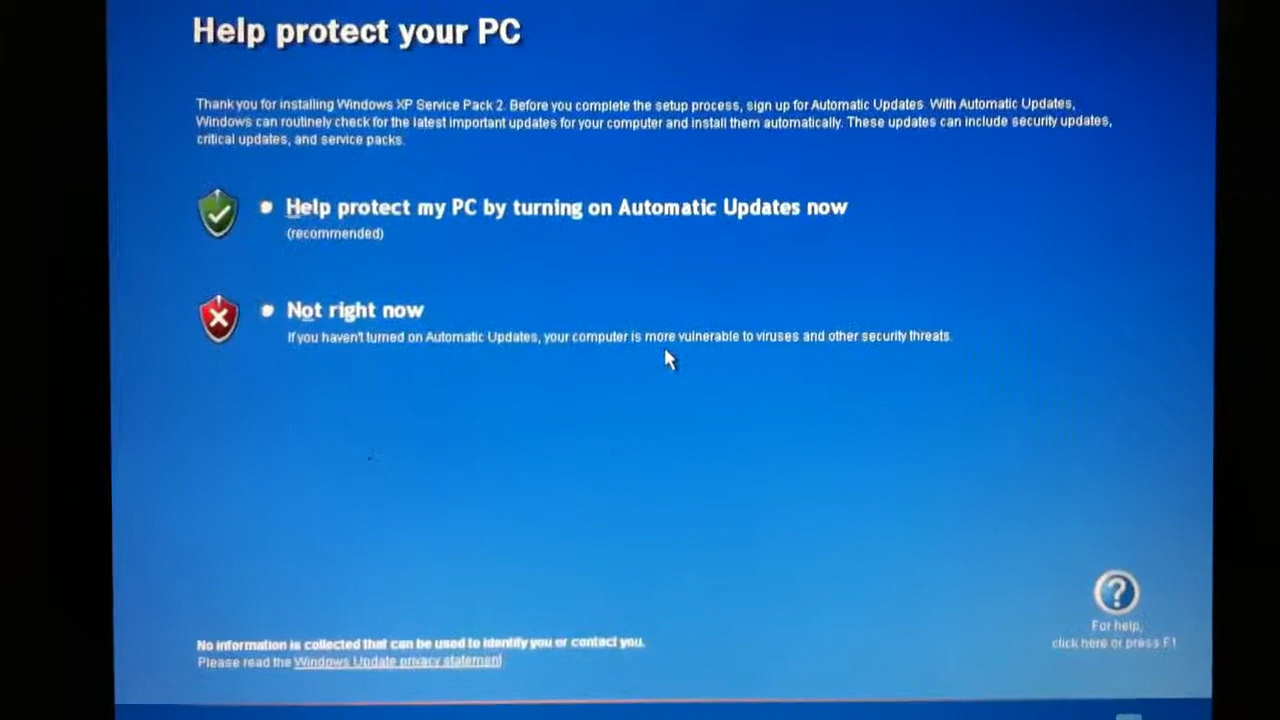 Help protect your PC
Thank you for installing Windows XP Service Pack 2. Before you complete the setup process, sign up for Automatic Updates. With Automatic Updates,
Windows can routinely check for the latest important updates for your computer and install them automatically. These updates can include security updates,
critical updates, and service packs.
Help protect my PC by turning on Automatic Updates now
(recommended)
Not right now
If you haven't turned on Automatic Updates, your computer is more vulnerable to viruses and other security threats.
No information is collected that can be used to identify you or contact you.
Please read the Windows Update privacy statement
For help,
click here or press F1